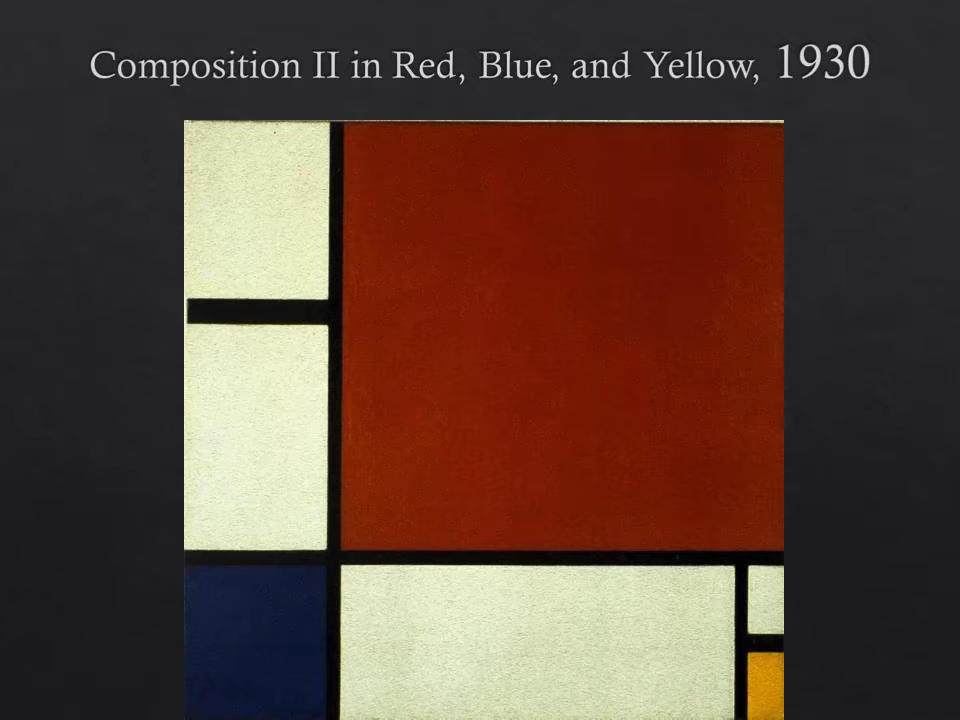 Composition II in Red, Blue, and Yellow, 1930